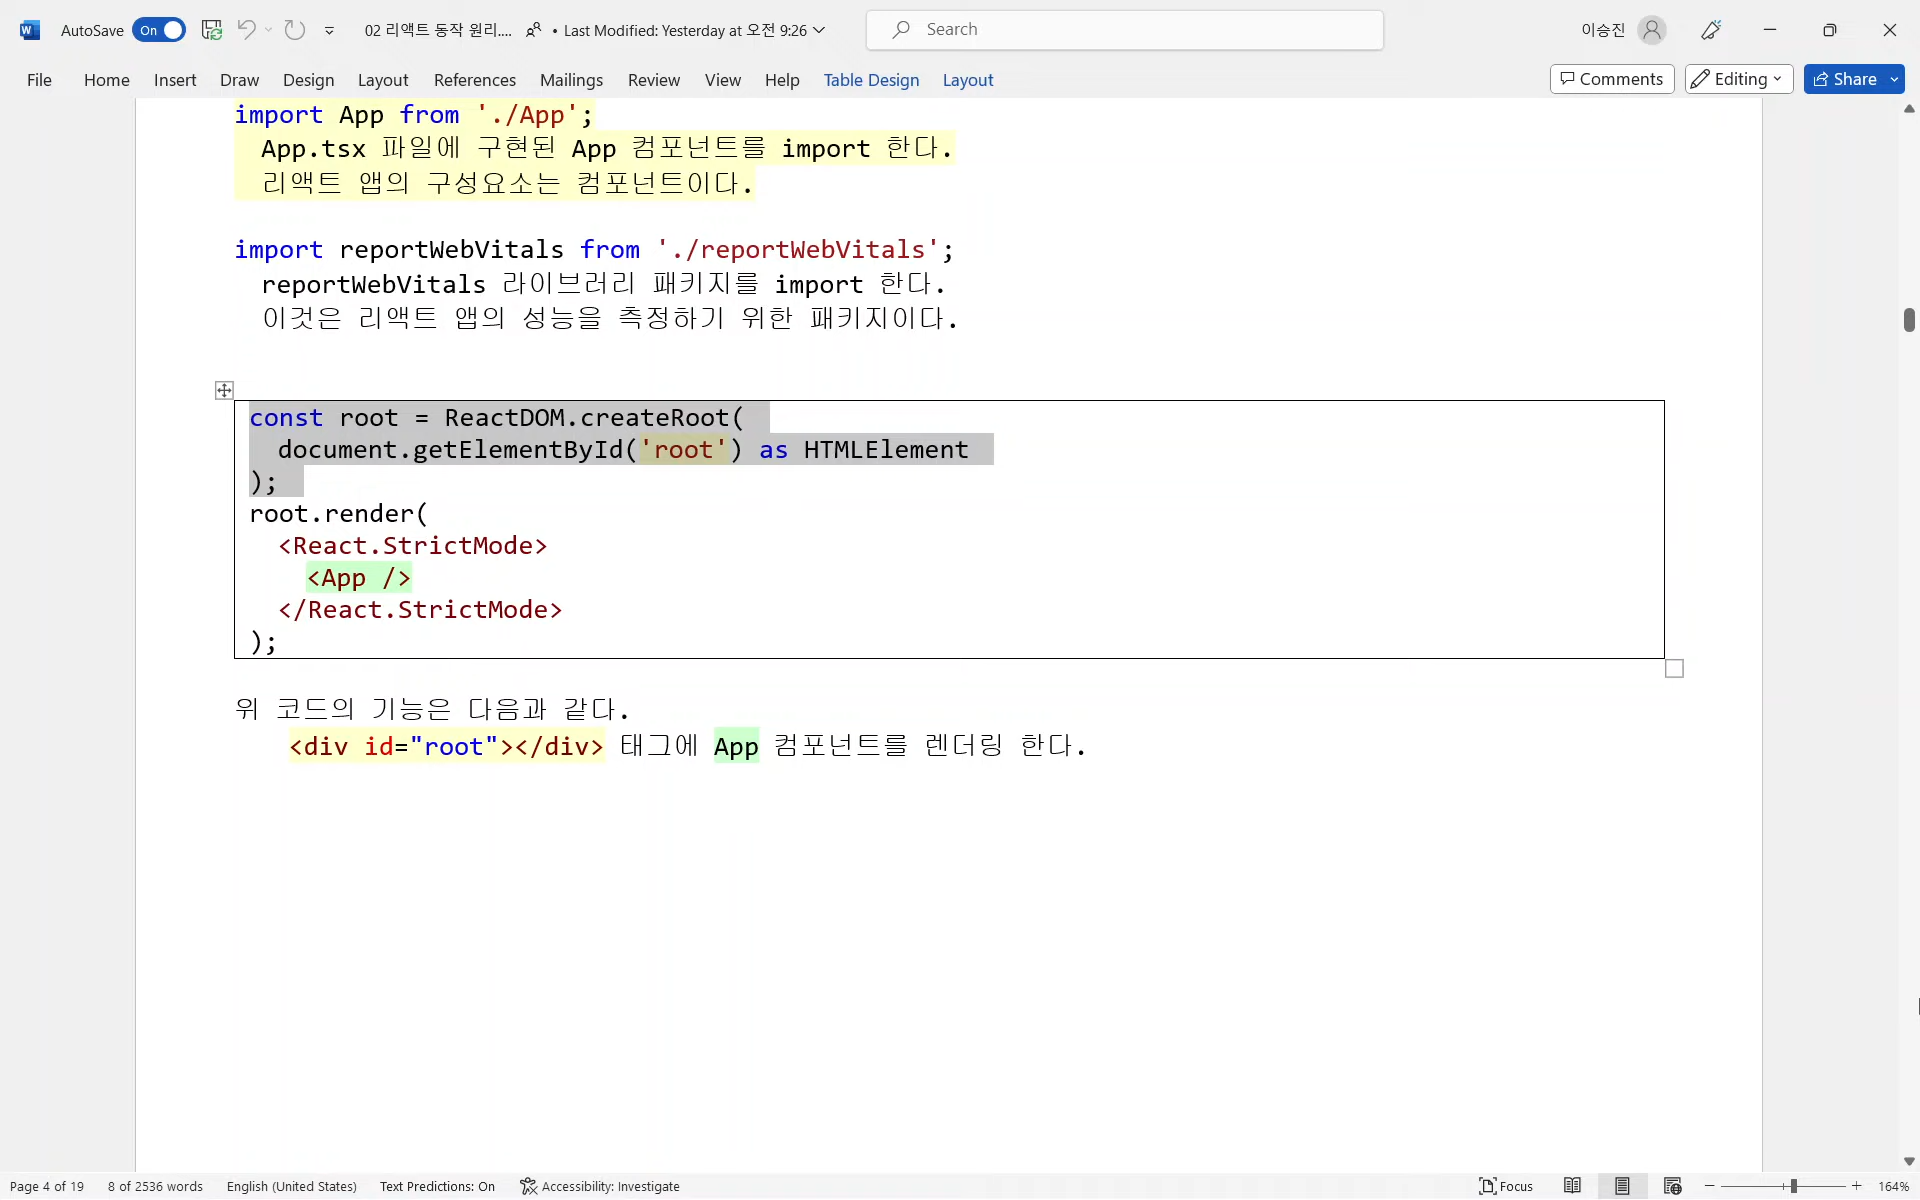 AutoSave On 02 리액트 동작 원리.... • Last Modified: Yesterday at 오전 9:26 Search 이승진
File Home Insert Draw Design Layout References Mailings Review View Help Table Design Layout Comments Editing Share
import App from './App';
App.tsx 파일에 구현된 App 컴포넌트를 import 한다.
리액트 앱의 구성요소는 컴포넌트이다.
import reportWebVitals from './reportWebVitals';
reportWebVitals 라이브러리 패키지를 import 한다.
이것은 리액트 앱의 성능을 측정하기 위한 패키지이다.
const root = ReactDOM.createRoot(
document.getElementById('root') as HTMLElement
);
root.render(
<React.StrictMode>
<App />
</React.StrictMode>
);
위 코드의 기능은 다음과 같다.
<div id="root"></div> 태그에 App 컴포넌트를 렌더링 한다.
Page 4 of 19 8 of 2536 words English (United States) Text Predictions: On Accessibility: Investigate Focus 164%